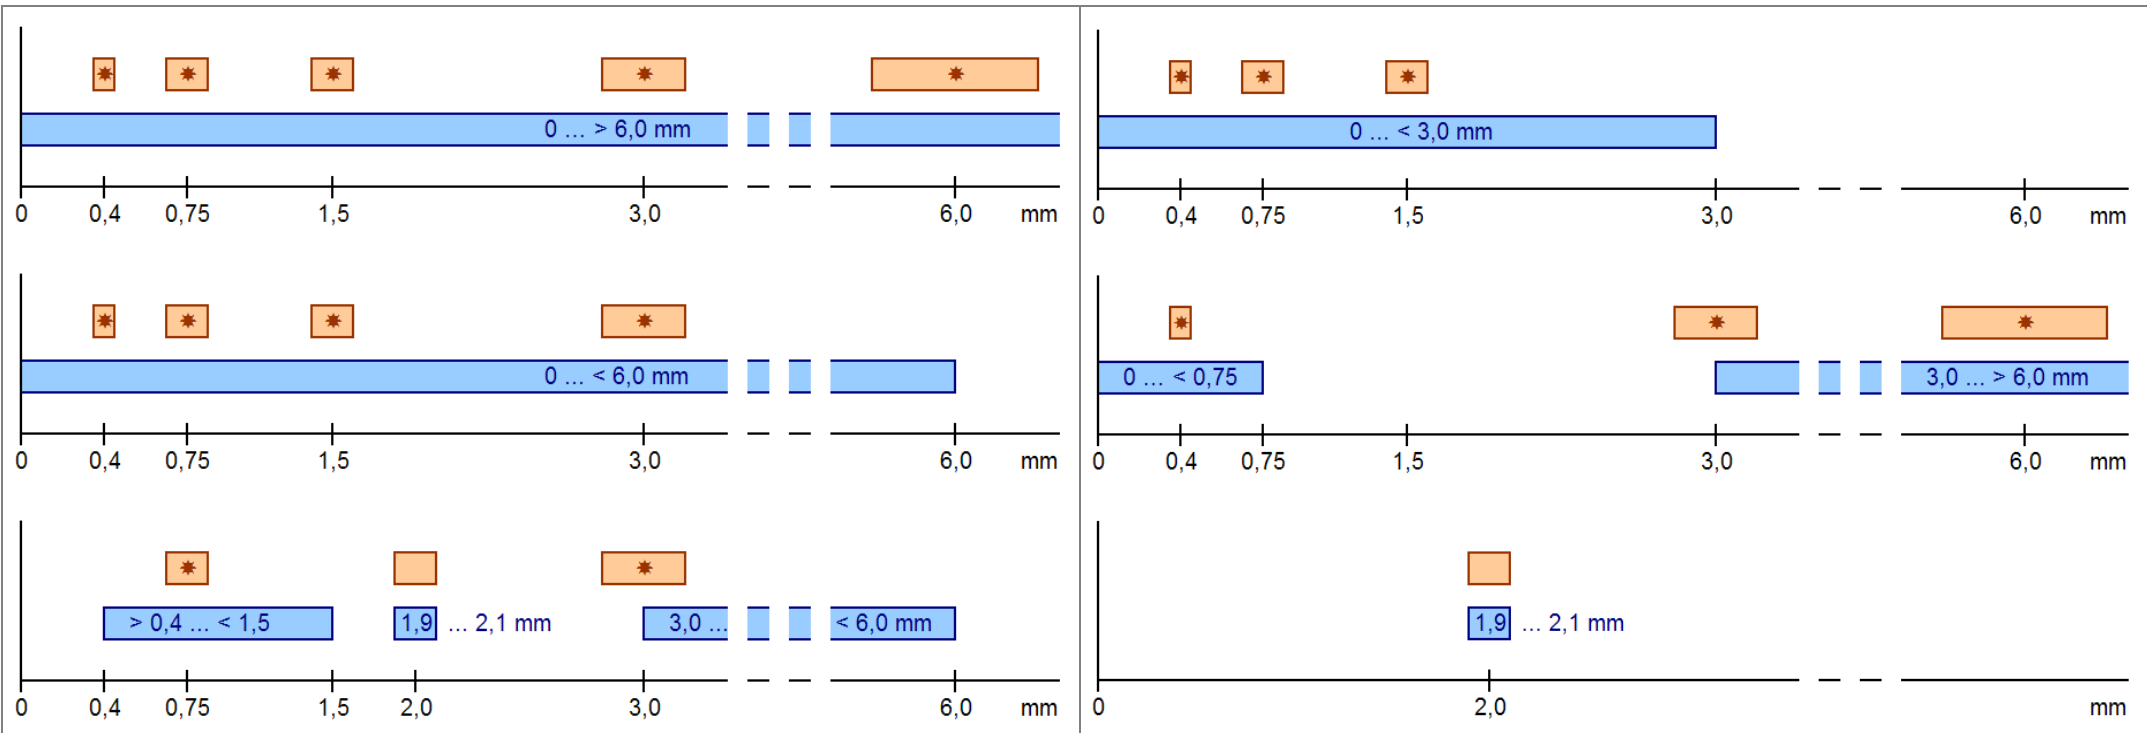 0 ... > 6,0 mm
0 0,4 0,75 1,5 3,0 6,0 mm
0 ... < 6,0 mm
0 0,4 0,75 1,5 3,0 6,0 mm
> 0,4 ... < 1,5 1,9 ... 2,1 mm 3,0 ... < 6,0 mm
0 0,4 0,75 1,5 2,0 3,0 6,0 mm
0 ... < 3,0 mm
0 0,4 0,75 1,5 3,0 6,0 mm
0 ... < 0,75 3,0 ... > 6,0 mm
0 0,4 0,75 1,5 3,0 6,0 mm
1,9 ... 2,1 mm
0 2,0 mm